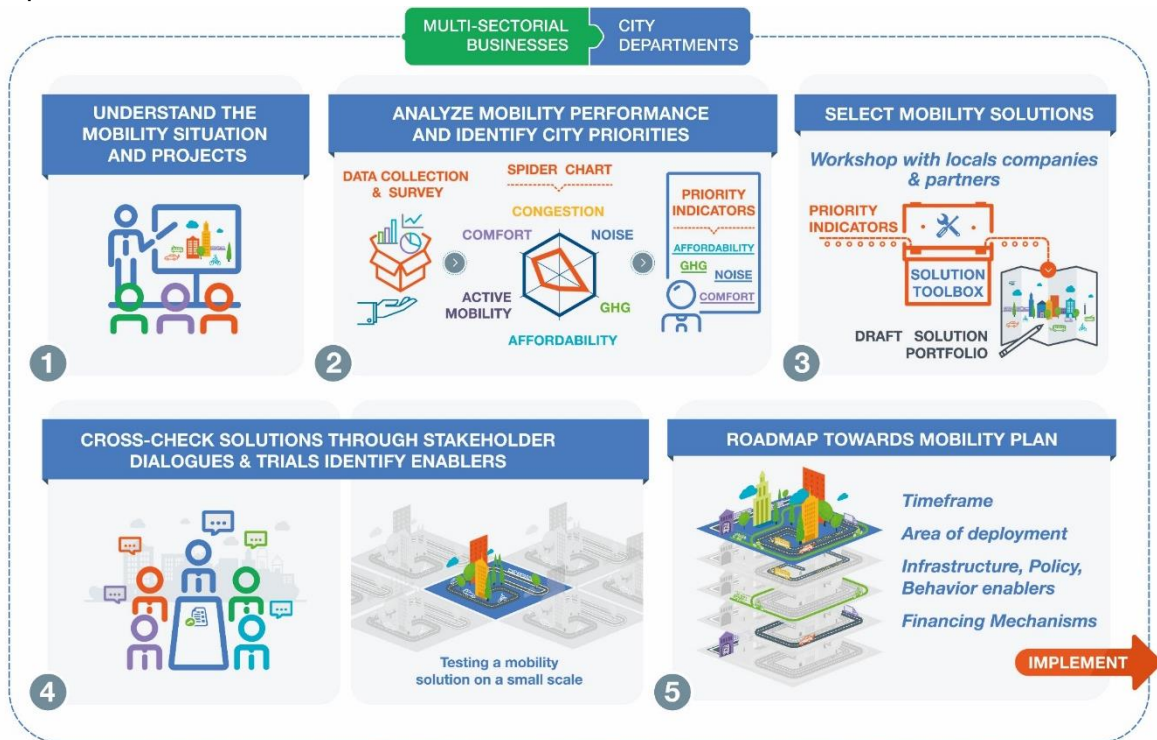 MULTI-SECTORIAL
BUSINESSES
CITY
DEPARTMENTS
UNDERSTAND THE
MOBILITY SITUATION
AND PROJECTS
1
ANALYZE MOBILITY PERFORMANCE
AND IDENTIFY CITY PRIORITIES
DATA COLLECTION
& SURVEY
SPIDER CHART
CONGESTION
COMFORT
NOISE
ACTIVE
MOBILITY
GHG
AFFORDABILITY
PRIORITY
INDICATORS
AFFORDABILITY
GHG
NOISE
COMFORT
2
SELECT MOBILITY SOLUTIONS
Workshop with locals companies
& partners
PRIORITY
INDICATORS
SOLUTION
TOOLBOX
DRAFT SOLUTION
PORTFOLIO
3
CROSS-CHECK SOLUTIONS THROUGH STAKEHOLDER
DIALOGUES & TRIALS IDENTIFY ENABLERS
Testing a mobility
solution on a small scale
4
ROADMAP TOWARDS MOBILITY PLAN
Timeframe
Area of deployment
Infrastructure, Policy,
Behavior enablers
Financing Mechanisms
5
IMPLEMENT